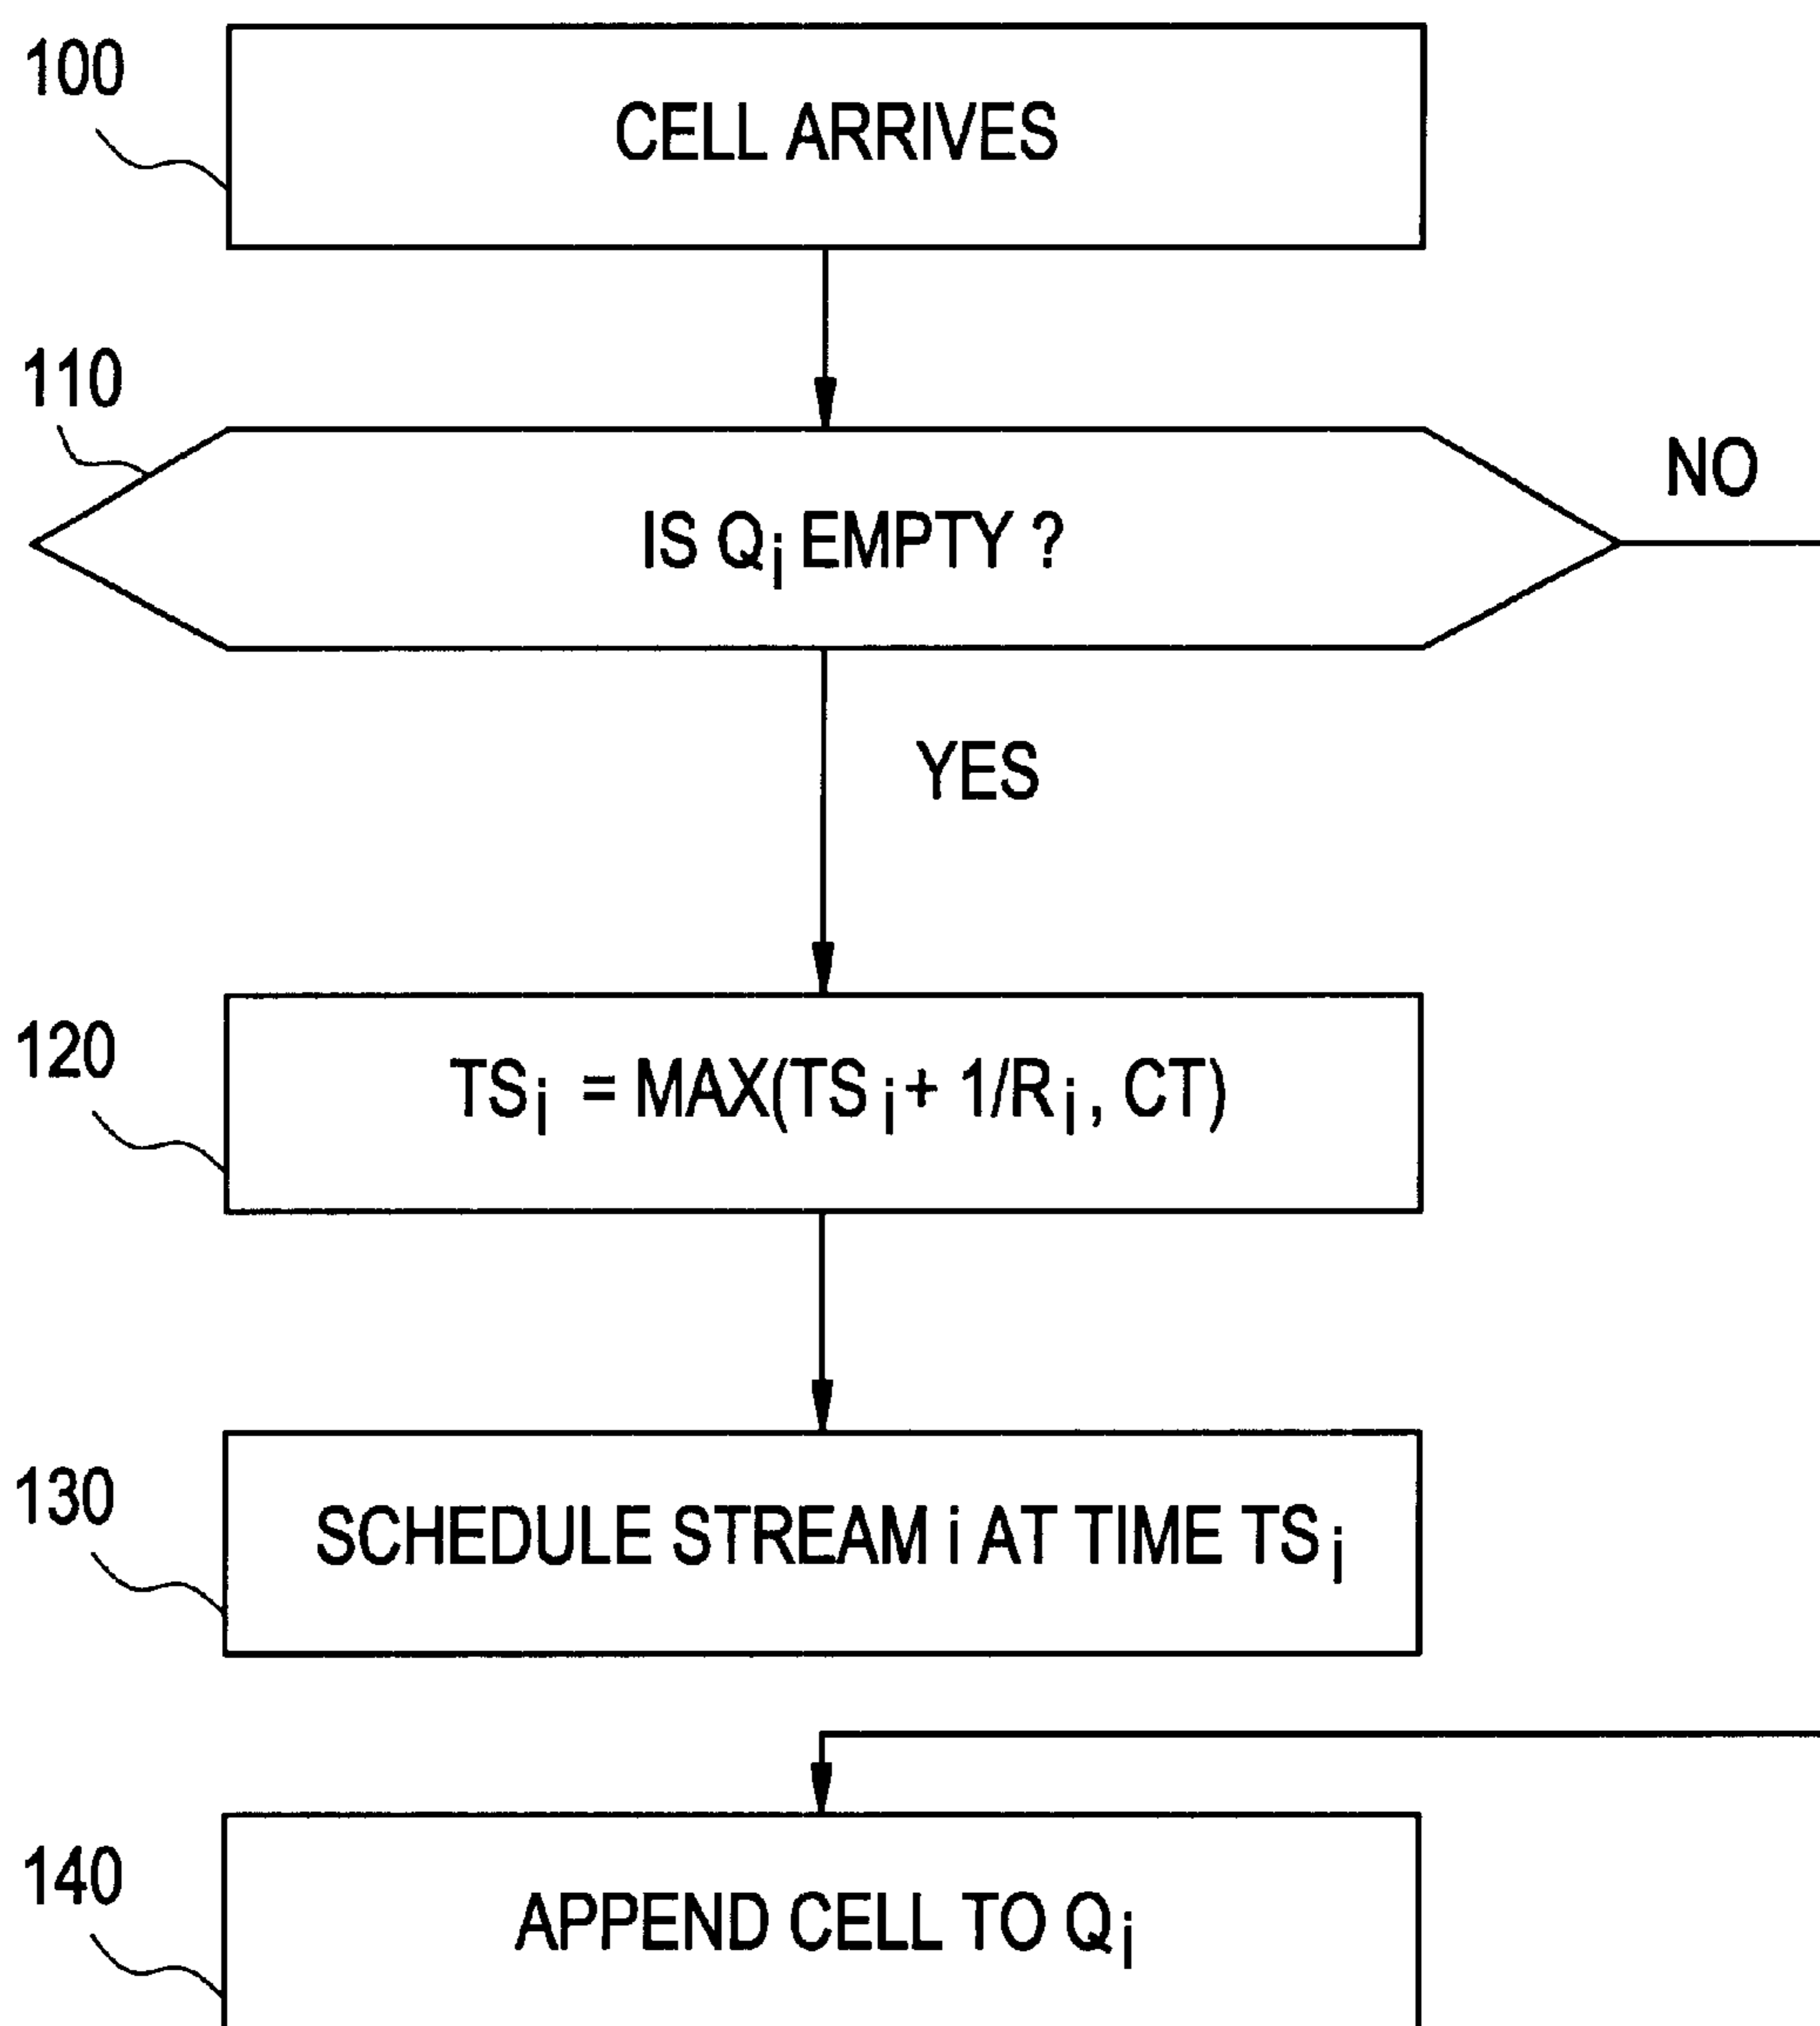 100
CELL ARRIVES
110
IS Qi EMPTY ?
NO
YES
120
TSi = MAX(TSi + 1/Ri, CT)
130
SCHEDULE STREAM i AT TIME TSi
140
APPEND CELL TO Qi